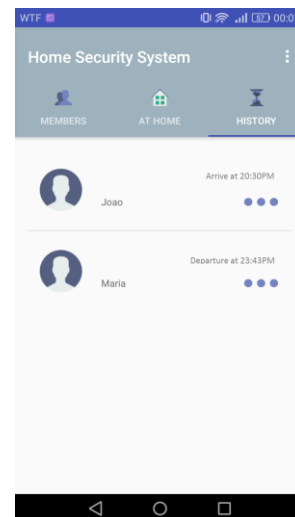 WTF 57 00:0
Home Security System
MEMBERS AT HOME HISTORY
Arrive at 20:30PM
Joao
Departure at 23:43PM
Maria